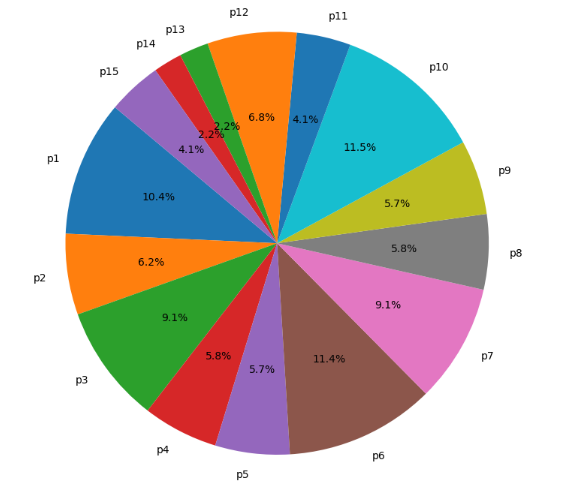 p12
p11
p13
p14
p10
p15
p1
p9
p8
p2
p7
p3
p6
p4
p5
6.8%
4.1%
2.2%
2.2%
11.5%
4.1%
10.4%
5.7%
5.8%
6.2%
9.1%
9.1%
11.4%
5.8%
5.7%